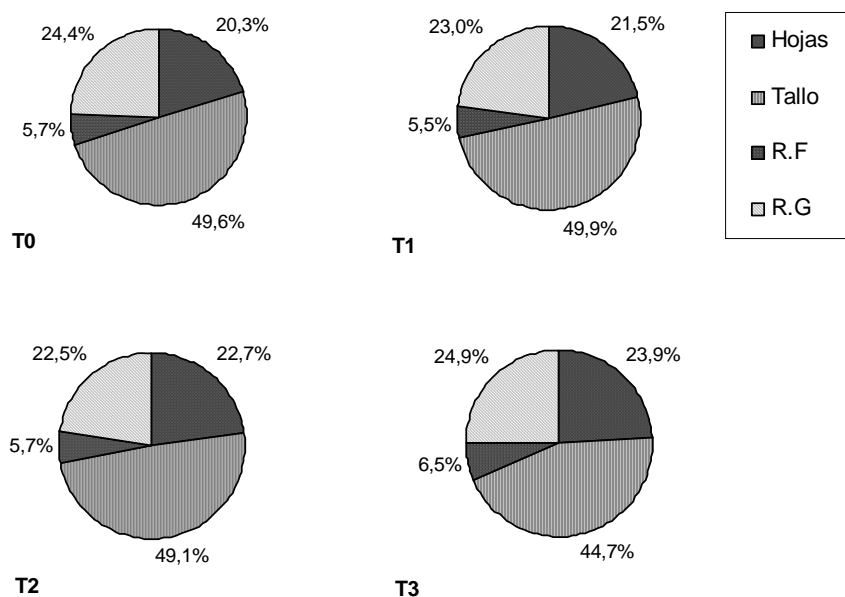 24,4%
20,3%
5,7%
49,6%
T0
23,0%
21,5%
5,5%
49,9%
T1
Hojas
Tallo
R.F
R.G
22,5%
22,7%
5,7%
49,1%
T2
24,9%
23,9%
6,5%
44,7%
T3